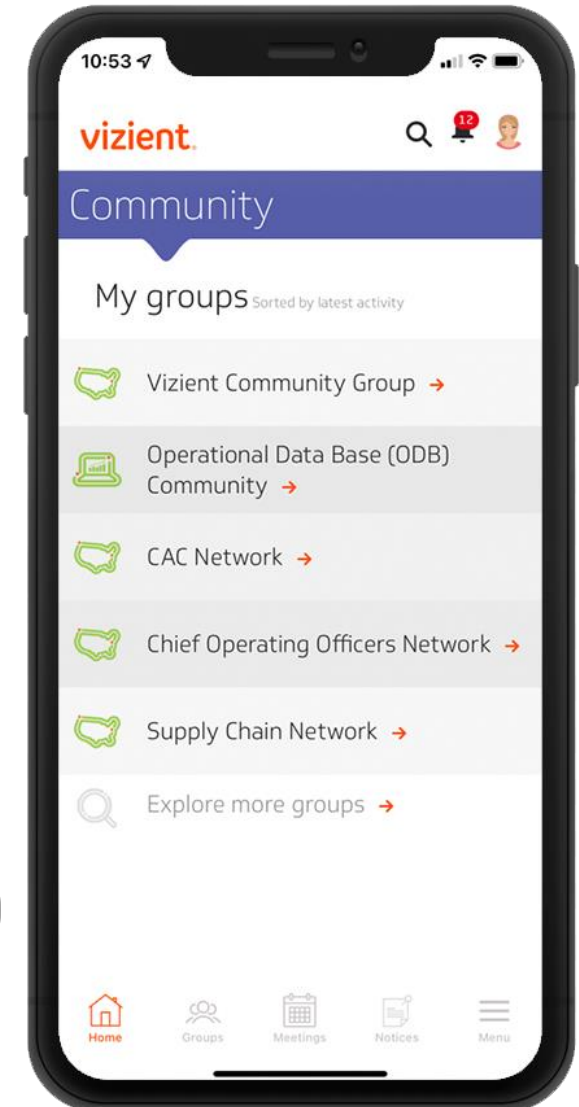 10:53
vizient.
12
Community
My groups Sorted by latest activity
Vizient Community Group →
Operational Data Base (ODB)
Community →
CAC Network →
Chief Operating Officers Network →
Supply Chain Network →
Explore more groups →
Home Groups Meetings Notices Menu